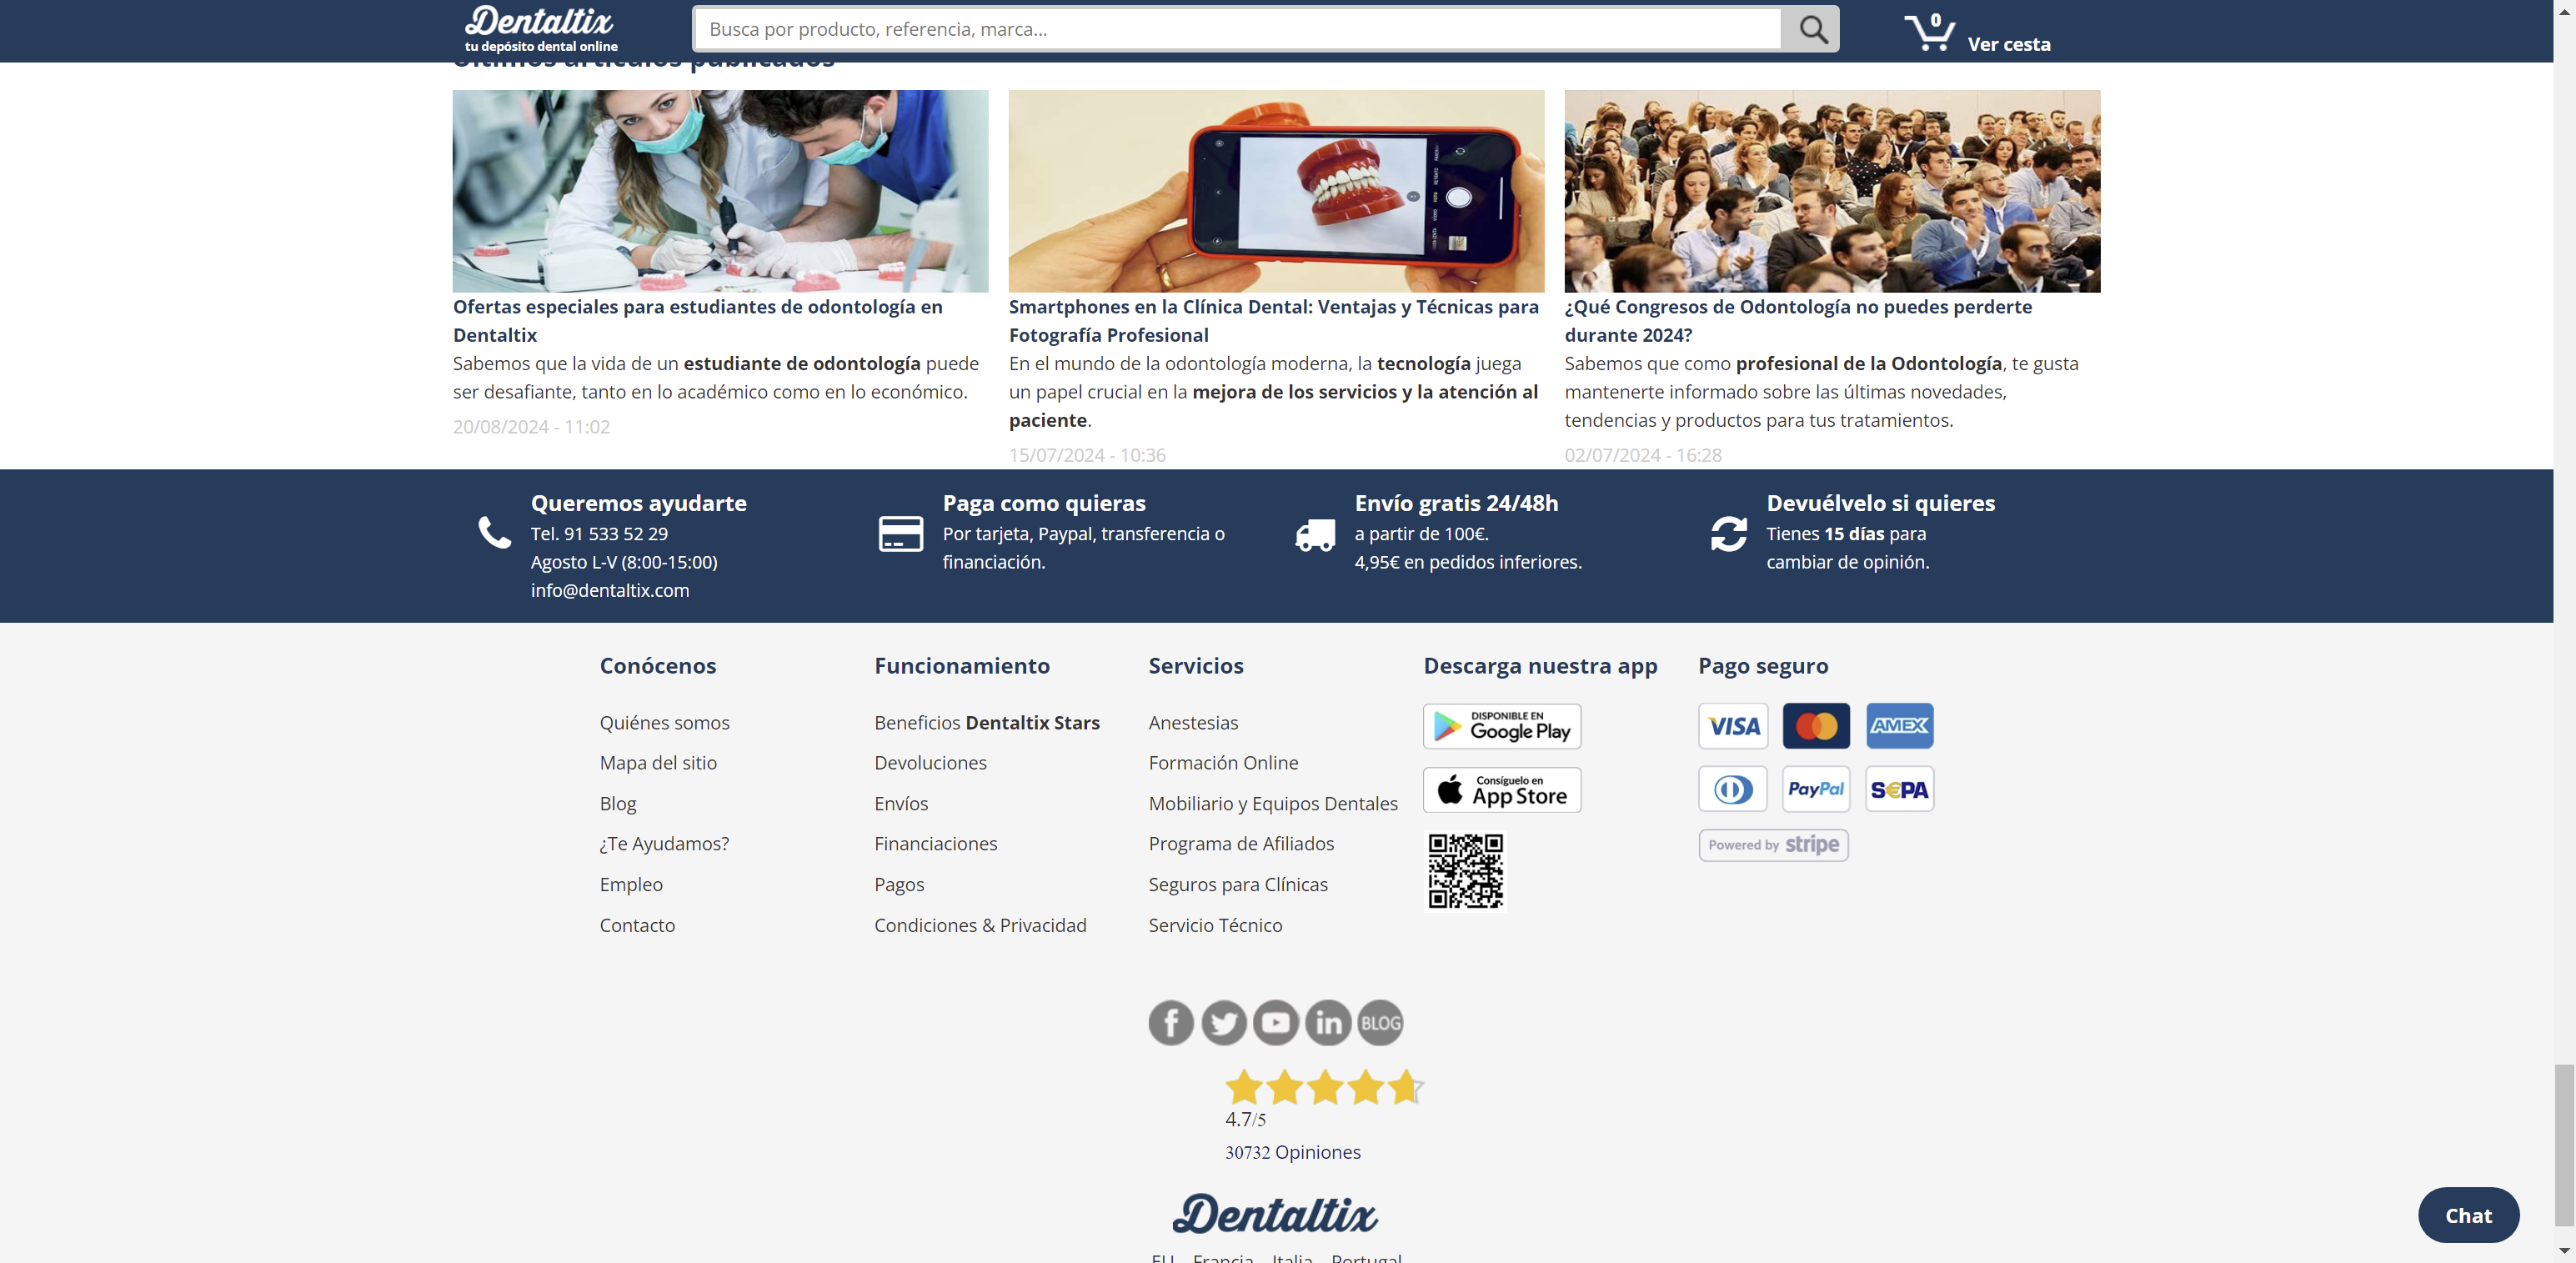 Dentaltix
tu depósito dental online
Busca por producto, referencia, marca...
0
Ver cesta
Últimos artículos publicados
Ofertas especiales para estudiantes de odontología en
Dentaltix
Sabemos que la vida de un estudiante de odontología puede
ser desafiante, tanto en lo académico como en lo económico.
20/08/2024 - 11:02
Smartphones en la Clínica Dental: Ventajas y Técnicas para
Fotografía Profesional
En el mundo de la odontología moderna, la tecnología juega
un papel crucial en la mejora de los servicios y la atención al
paciente.
15/07/2024 - 10:36
¿Qué Congresos de Odontología no puedes perderte
durante 2024?
Sabemos que como profesional de la Odontología, te gusta
mantenerte informado sobre las últimas novedades,
tendencias y productos para tus tratamientos.
02/07/2024 - 16:28
Queremos ayudarte
Tel. 91 533 52 29
Agosto L-V (8:00-15:00)
info@dentaltix.com
Paga como quieras
Por tarjeta, Paypal, transferencia o
financiación.
Envío gratis 24/48h
a partir de 100€.
4,95€ en pedidos inferiores.
Devuélvelo si quieres
Tienes 15 días para
cambiar de opinión.
Conócenos
Quiénes somos
Mapa del sitio
Blog
¿Te Ayudamos?
Empleo
Contacto
Funcionamiento
Beneficios Dentaltix Stars
Devoluciones
Envíos
Financiaciones
Pagos
Condiciones & Privacidad
Servicios
Anestesias
Formación Online
Mobiliario y Equipos Dentales
Programa de Afiliados
Seguros para Clínicas
Servicio Técnico
Descarga nuestra app
DISPONIBLE EN
Google Play
Consíguelo en
App Store
Pago seguro
VISA
AMEX
PayPal
S€PA
Powered by stripe
BLOG
4.7/5
30732 Opiniones
Dentaltix
EU Francia Italia Portugal
Chat